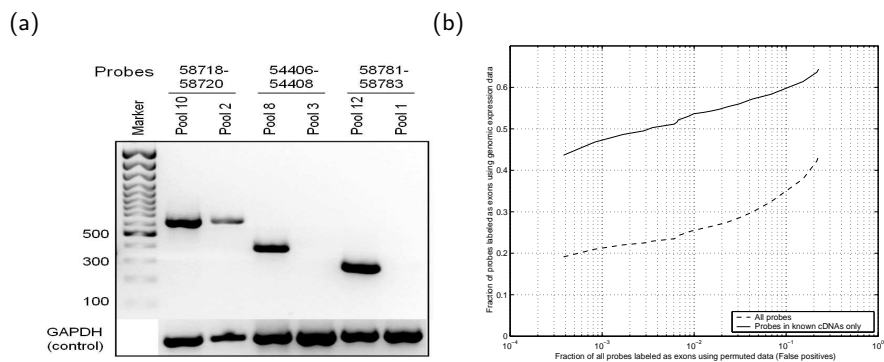 (a)
Probes
58718-
58720
54406-
54408
58781-
58783
Marker
Pool 10
Pool 2
Pool 8
Pool 3
Pool 12
Pool 1
500
300
100
GAPDH
(control)
(b)
Fraction of probes labeled as exons using genomic expression data
0.6
0.5
0.4
0.3
0.2
0.1
0
10⁻⁴
10⁻³
10⁻²
10⁻¹
10⁰
All probes
Probes in known cDNAs only
Fraction of all probes labeled as exons using permuted data (False positives)